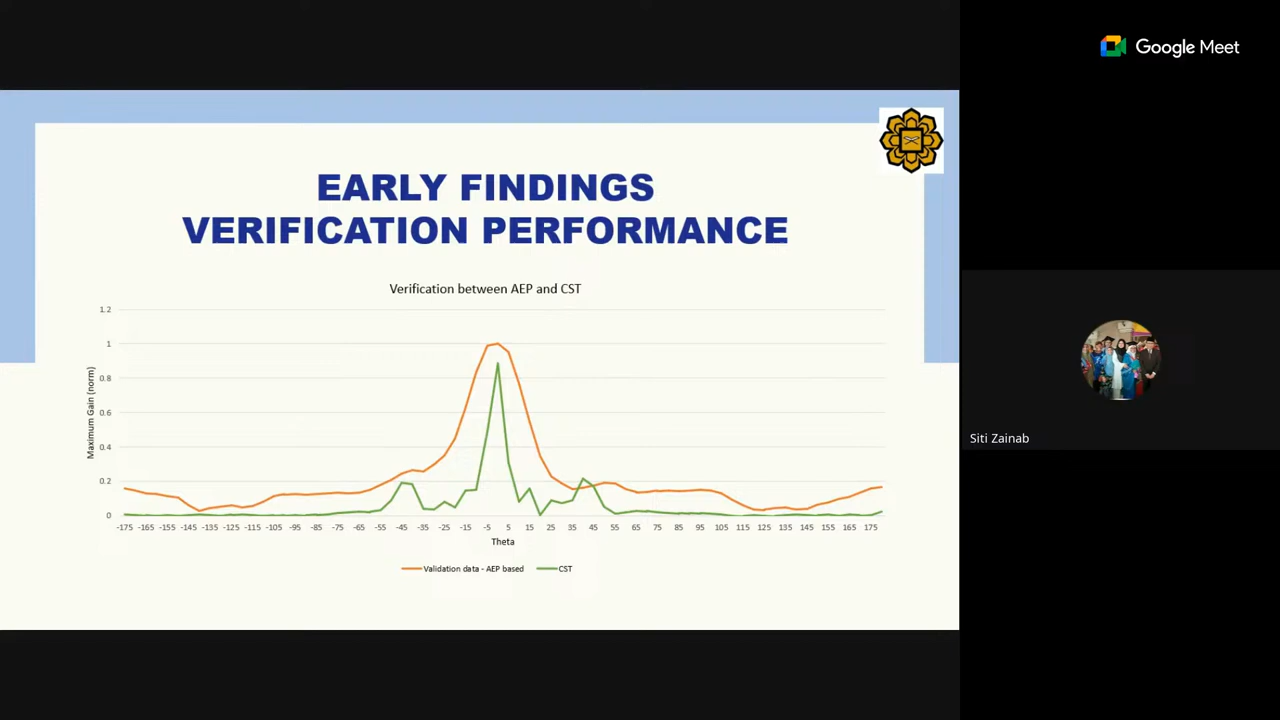 Google Meet
EARLY FINDINGS
VERIFICATION PERFORMANCE
Verification between AEP and CST
Maximum Gain (norm)
1.2
1
0.8
0.6
0.4
0.2
0
-175 -165 -155 -145 -135 -125 -115 -105 -95 -85 -75 -65 -55 -45 -35 -25 -15 -5 5 15 25 35 45 55 65 75 85 95 105 115 125 135 145 155 165 175
Theta
Validation data - AEP based CST
Siti Zainab